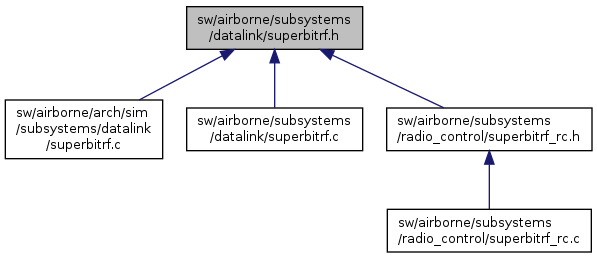 sw/airborne/subsystems
/datalink/superbitrf.h
sw/airborne/arch/sim
/subsystems/datalink
/superbitrf.c
sw/airborne/subsystems
/datalink/superbitrf.c
sw/airborne/subsystems
/radio_control/superbitrf_rc.h
sw/airborne/subsystems
/radio_control/superbitrf_rc.c